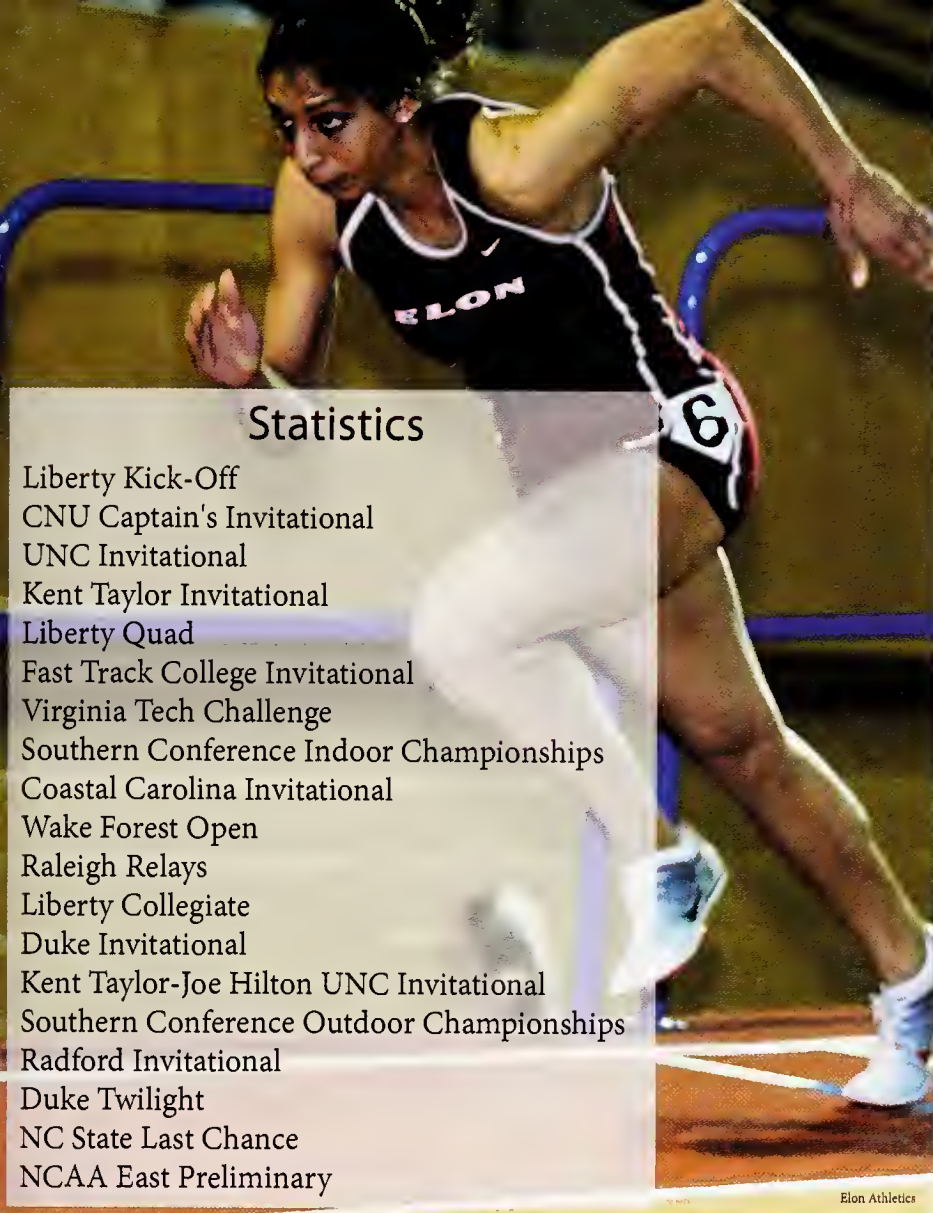 ELON
6
Statistics
Liberty Kick-Off
CNU Captain's Invitational
UNC Invitational
Kent Taylor Invitational
Liberty Quad
Fast Track College Invitational
Virginia Tech Challenge
Southern Conference Indoor Championships
Coastal Carolina Invitational
Wake Forest Open
Raleigh Relays
Liberty Collegiate
Duke Invitational
Kent Taylor-Joe Hilton UNC Invitational
Southern Conference Outdoor Championships
Radford Invitational
Duke Twilight
NC State Last Chance
NCAA East Preliminary
Elon Athletics